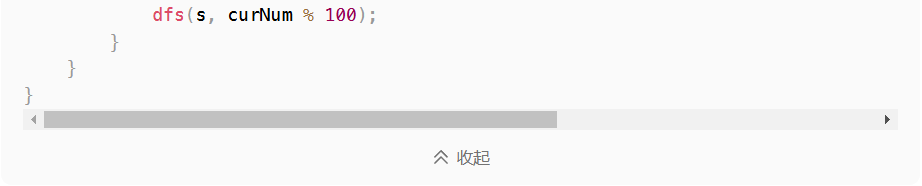 dfs(s, curNum % 100);
}
}
}
收起